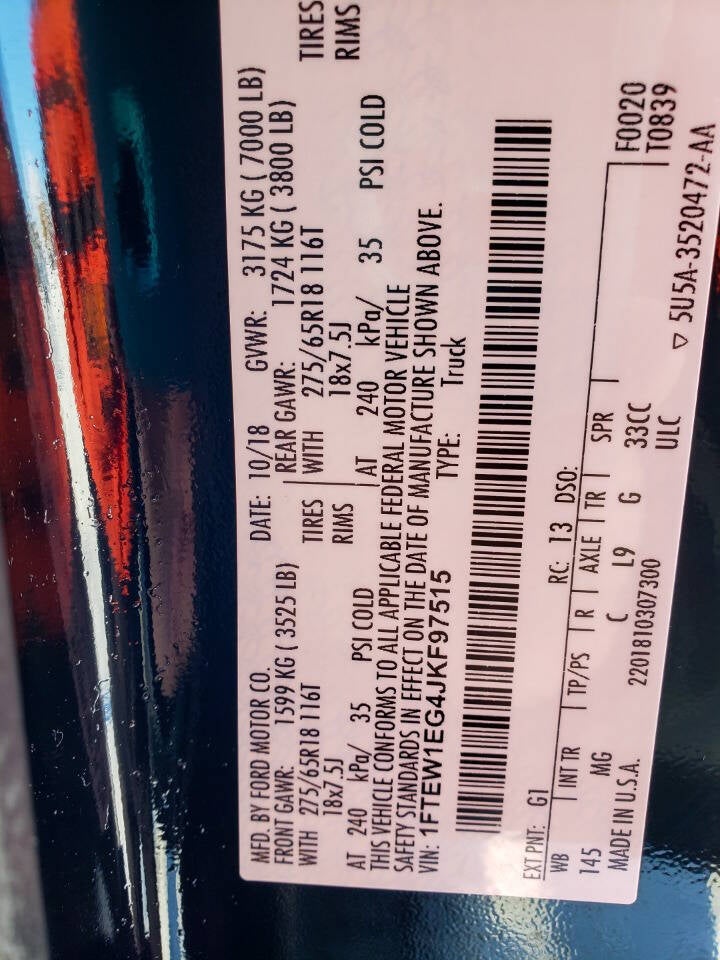 MFD. BY FORD MOTOR CO.
DATE: 10/18 GVWR: 3175 KG ( 7000 LB)
FRONT GAWR: 1599 KG ( 3525 LB) REAR GAWR: 1724 KG ( 3800 LB)
WITH 275/65R18 116T TIRES WITH 275/65R18 116T TIRES
18x7.5J RIMS 18x7.5J RIMS
AT 240 kPa/ 35 PSI COLD AT 240 kPa/ 35 PSI COLD
THIS VEHICLE CONFORMS TO ALL APPLICABLE FEDERAL MOTOR VEHICLE
SAFETY STANDARDS IN EFFECT ON THE DATE OF MANUFACTURE SHOWN ABOVE.
VIN: 1FTEW1EG4JKF97515 TYPE: Truck
EXT PNT: G1 RC: 13 DSO: F0020
T0839
WB INT TR TP/PS R AXLE TR SPR
145 MG C L9 G 33CC
MADE IN U.S.A. 2201810307300 ULC
▽ 5U5A-3520472-AA